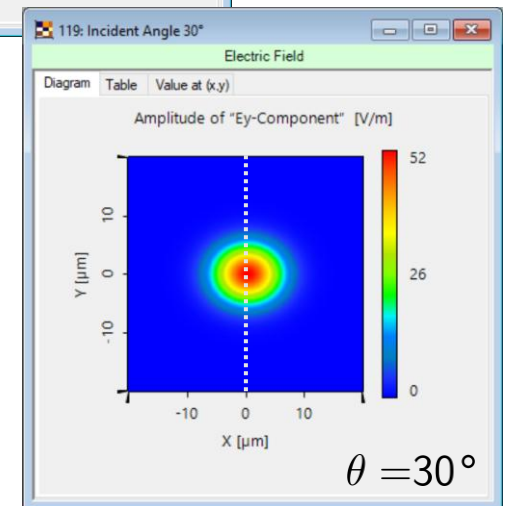 119: Incident Angle 30°
Electric Field
Diagram Table Value at (x,y)
Amplitude of "Ey-Component" [V/m]
52
26
0
10
0
-10
Y [µm]
-10 0 10
X [µm]
θ =30°